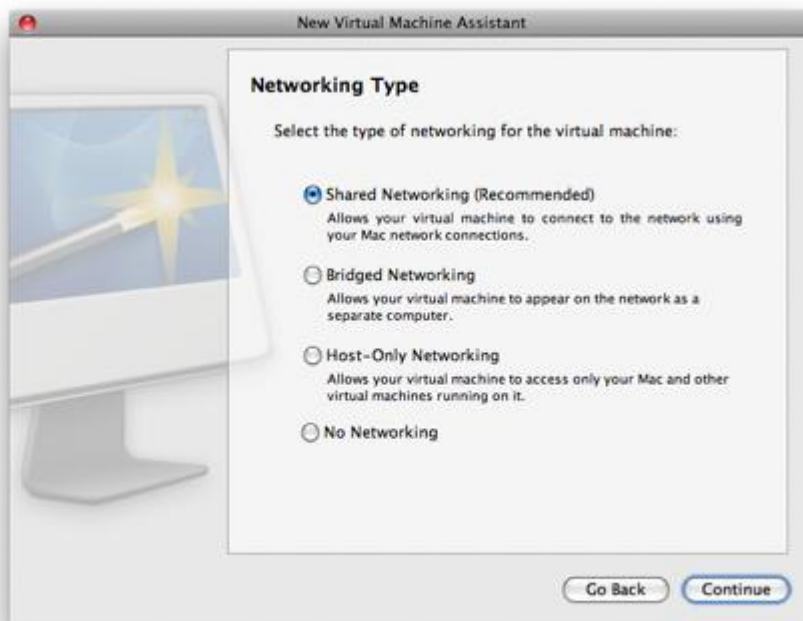 New Virtual Machine Assistant
Networking Type
Select the type of networking for the virtual machine:
Shared Networking (Recommended)
Allows your virtual machine to connect to the network using
your Mac network connections.
Bridged Networking
Allows your virtual machine to appear on the network as a
separate computer.
Host-Only Networking
Allows your virtual machine to access only your Mac and other
virtual machines running on it.
No Networking
Go Back
Continue